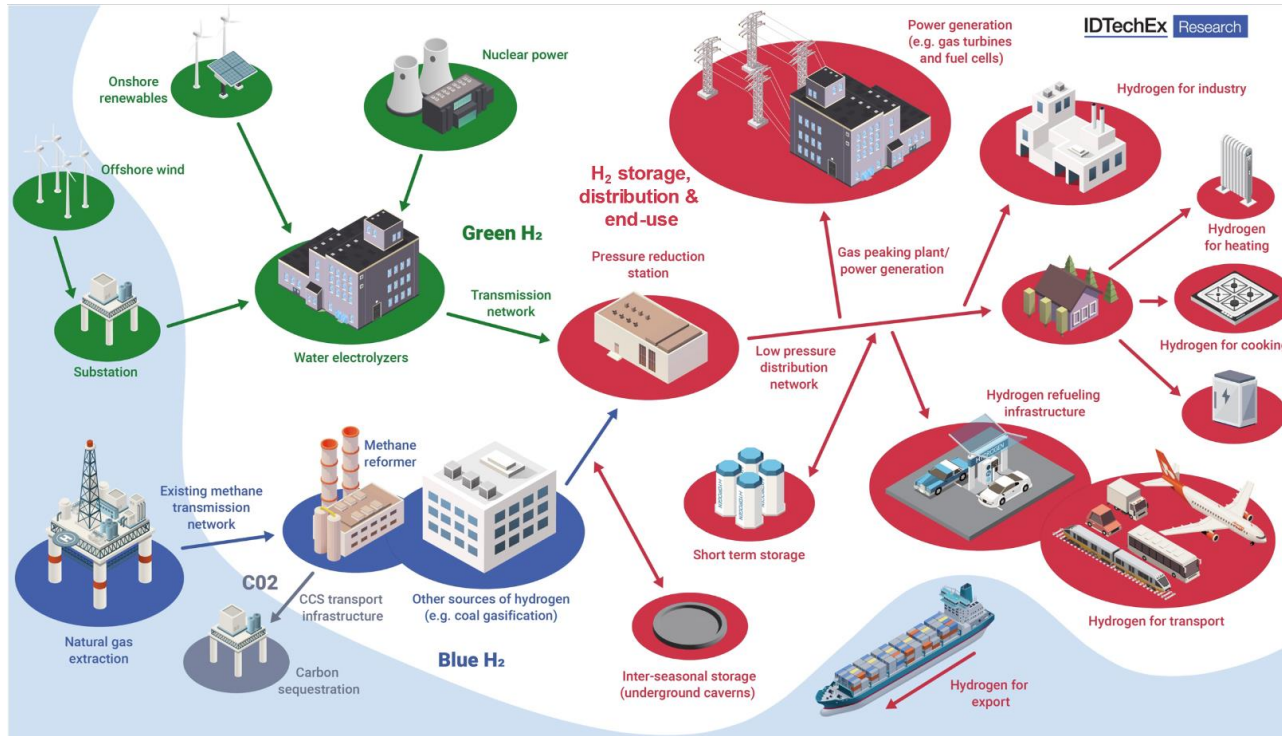 Power generation
(e.g. gas turbines
and fuel cells)
IDTechEx Research
Onshore
renewables
Nuclear power
Hydrogen for industry
Offshore wind
H₂ storage,
distribution &
end-use
Green H₂
Hydrogen
for heating
Pressure reduction
station
Gas peaking plant/
power generation
Transmission
network
Substation
Water electrolyzers
Low pressure
distribution
network
Hydrogen for cooking
Hydrogen refueling
infrastructure
Methane
reformer
Existing methane
transmission
network
HYDROGEN
HYDROGEN
HYDROGEN
H
Short term storage
C02
CCS transport
infrastructure
Other sources of hydrogen
(e.g. coal gasification)
Natural gas
extraction
Blue H₂
Carbon
sequestration
Inter-seasonal storage
(underground caverns)
Hydrogen for transport
Hydrogen for
export